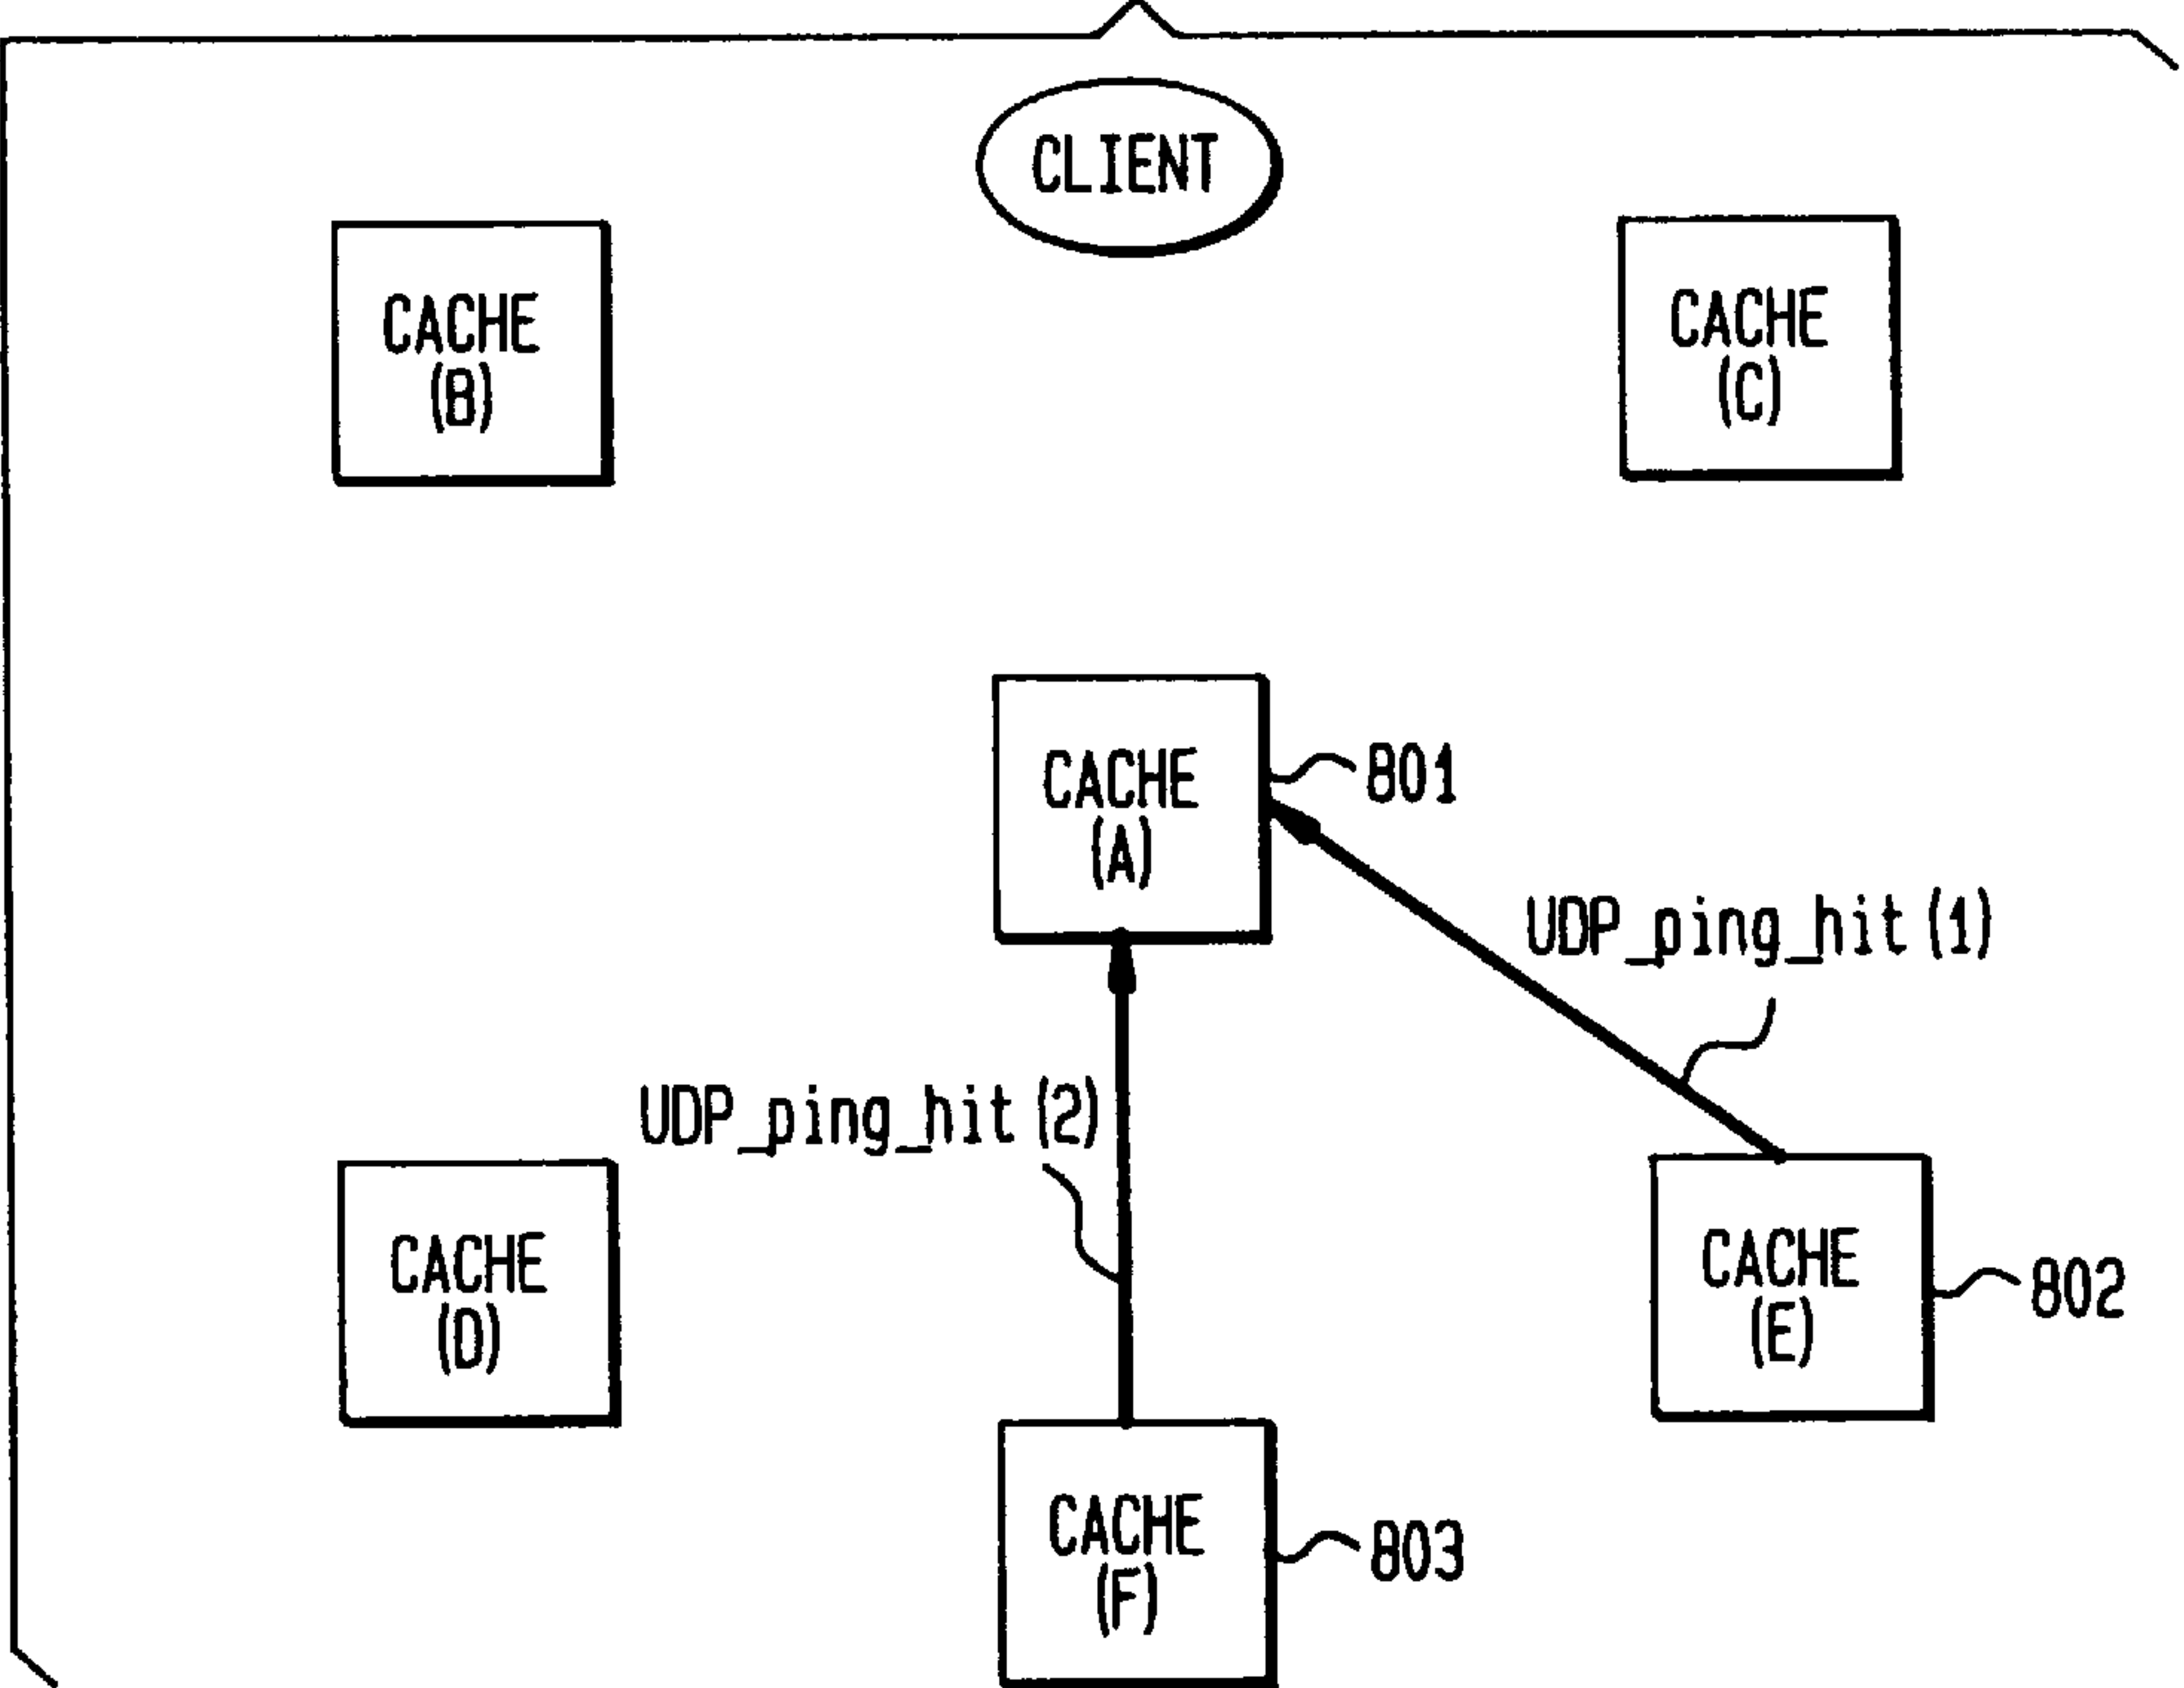 CLIENT
CACHE
(B)
CACHE
(C)
CACHE
(A)
801
UDP_ping_hit (1)
UDP_ping_hit (2)
CACHE
(D)
CACHE
(E)
802
CACHE
(F)
803